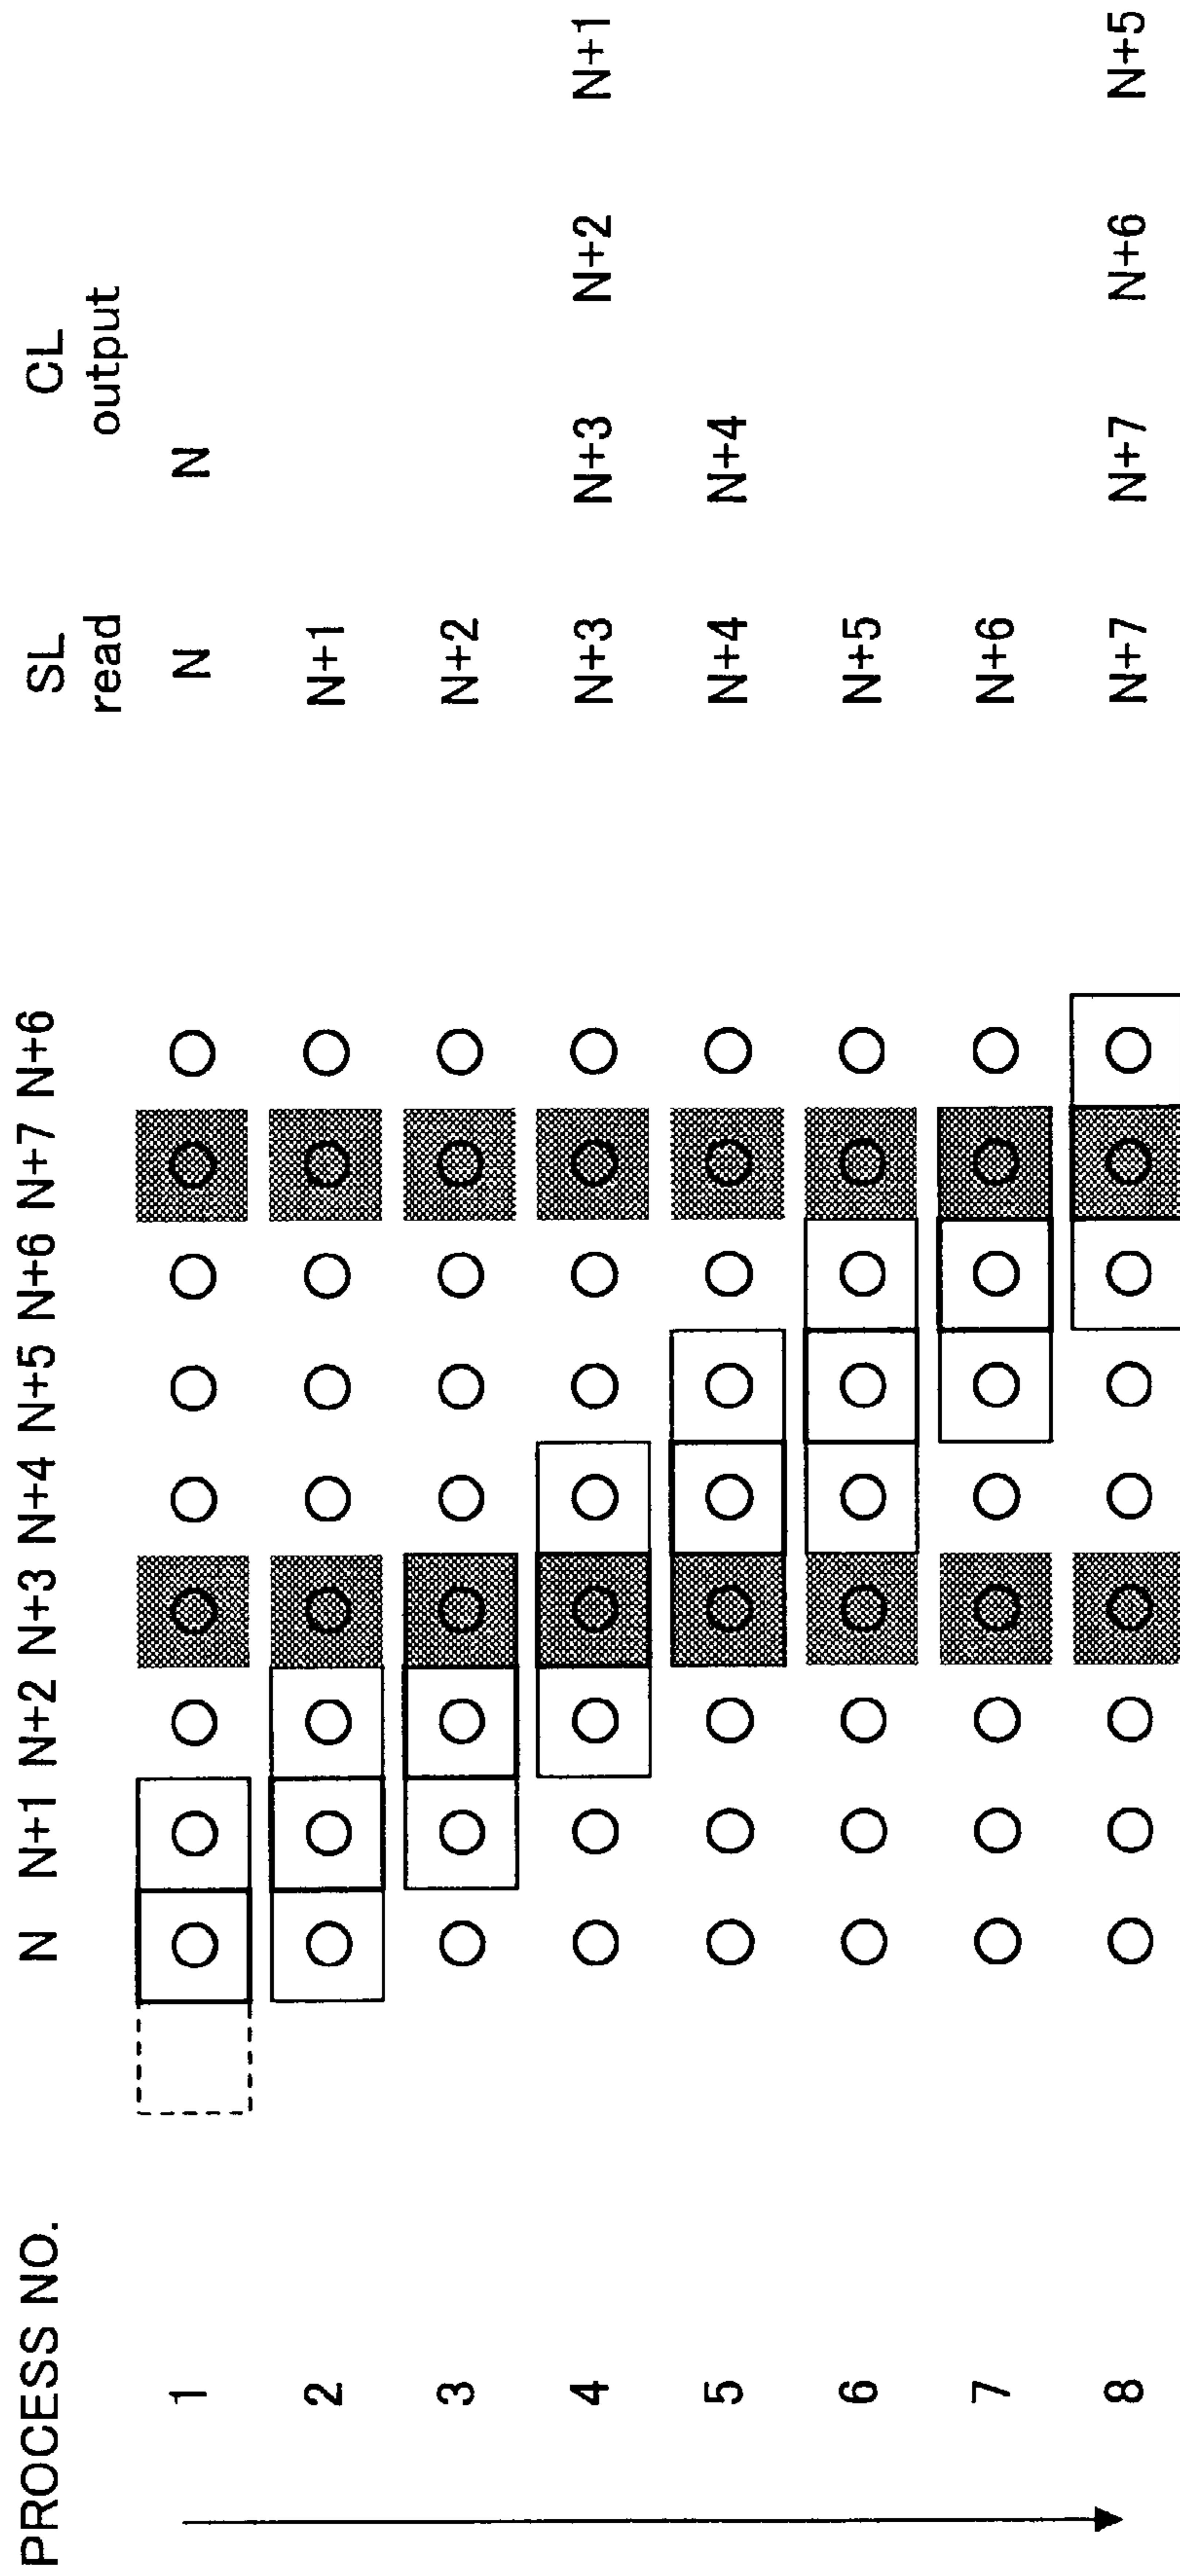 PROCESS NO. N N+1 N+2 N+3 N+4 N+5 N+6 N+7 N+6 SL read CL output
1 N N
2 N+1
3 N+2
4 N+3 N+3 N+2 N+1
5 N+4 N+4
6 N+5
7 N+6
8 N+7 N+7 N+6 N+5